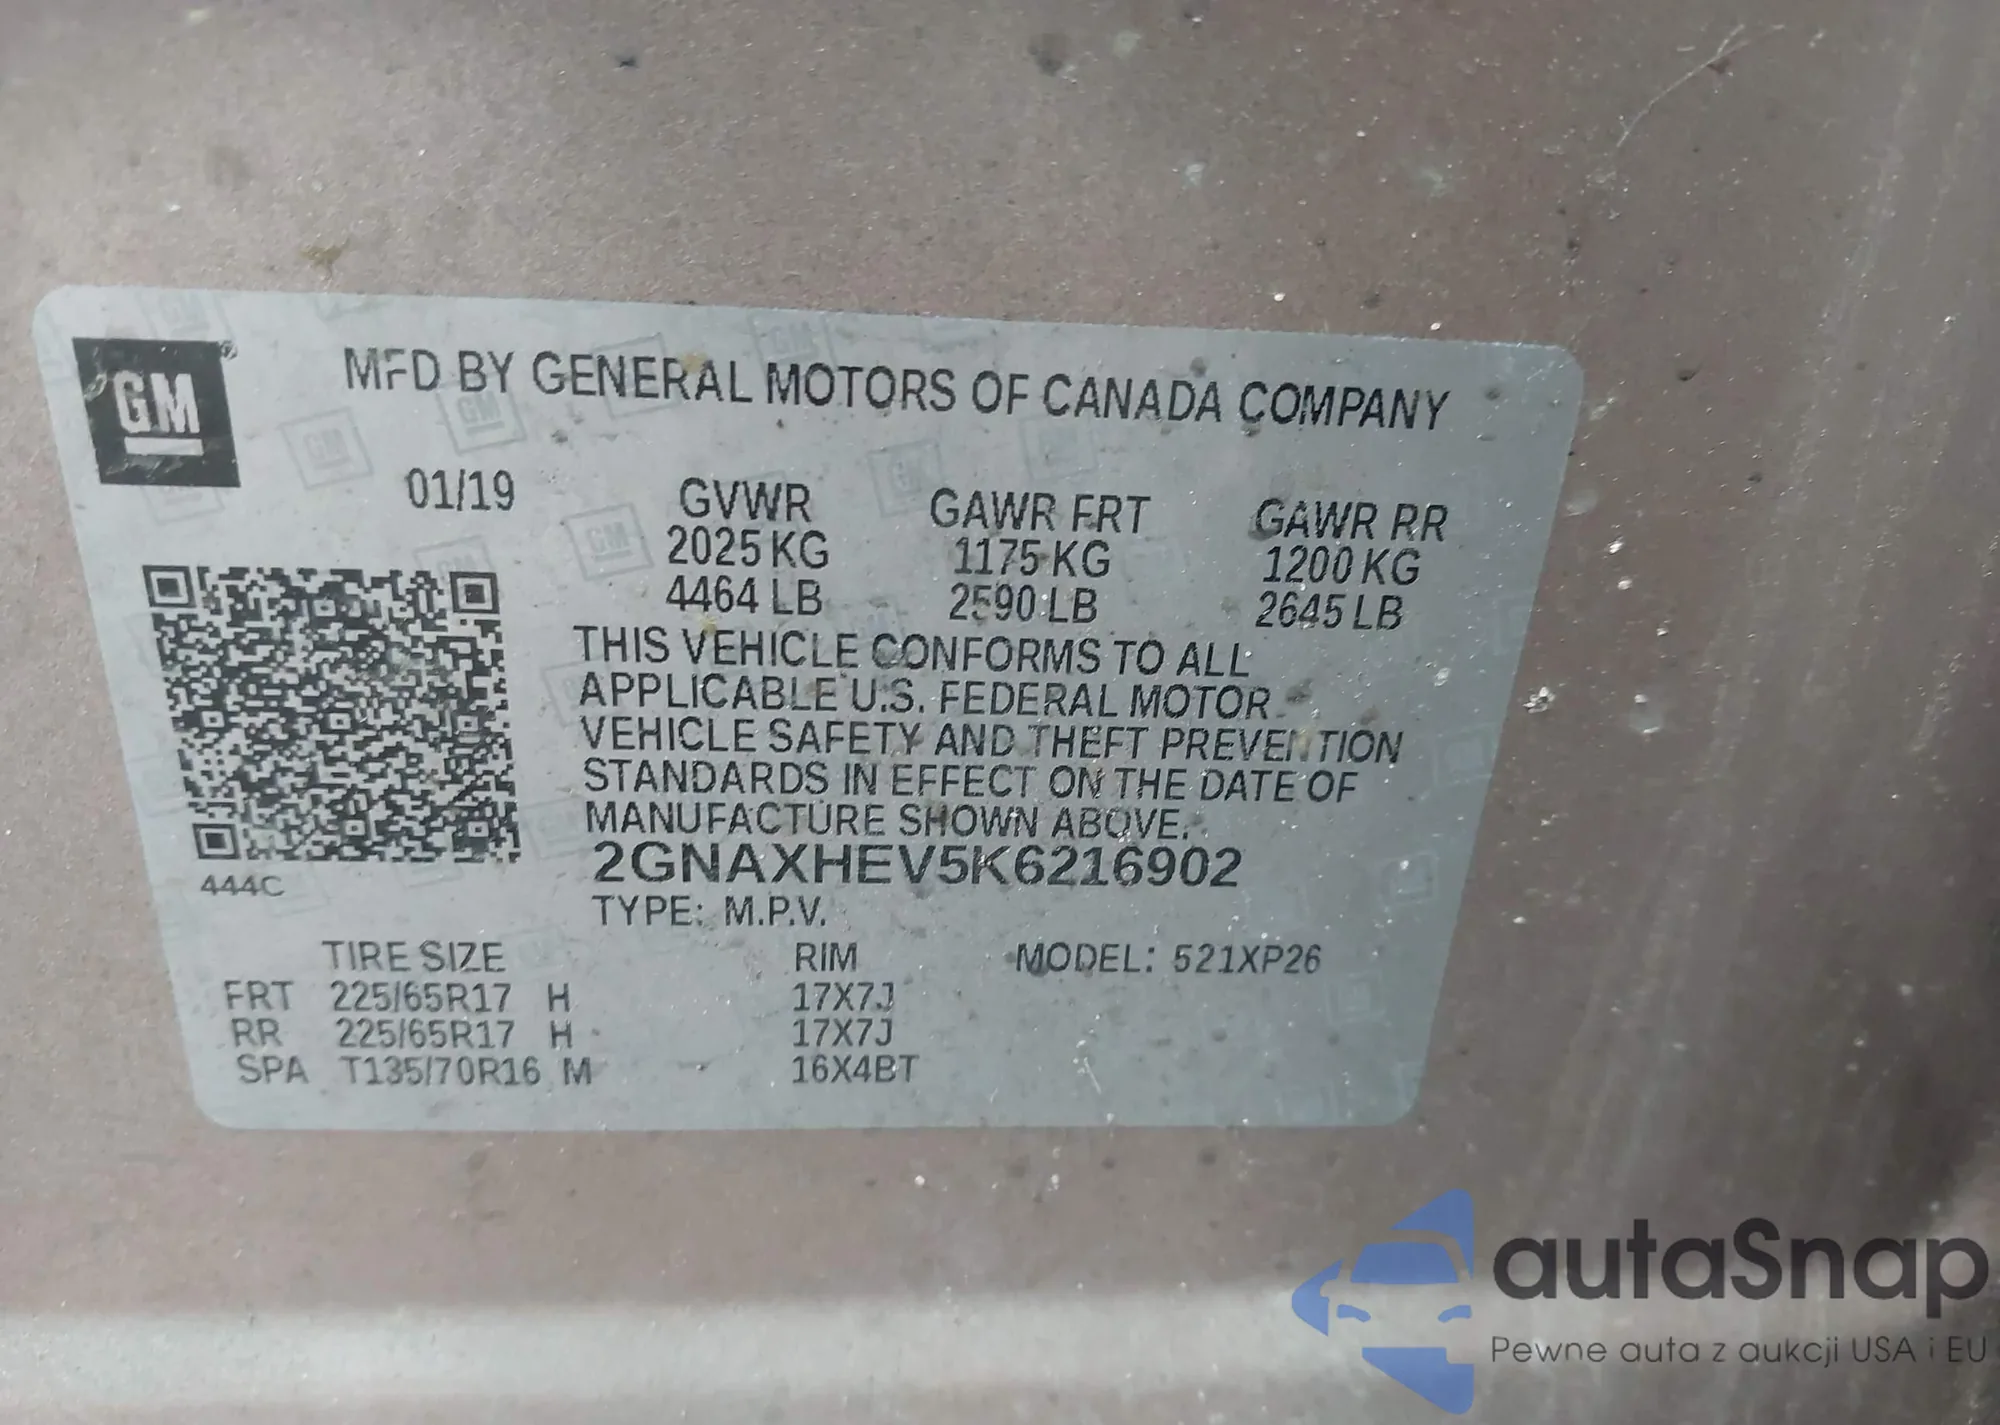 GM
MFD BY GENERAL MOTORS OF CANADA COMPANY
01/19 GVWR GAWR FRT GAWR RR
2025 KG 1175 KG 1200 KG
4464 LB 2590 LB 2645 LB
THIS VEHICLE CONFORMS TO ALL
APPLICABLE U.S. FEDERAL MOTOR
VEHICLE SAFETY AND THEFT PREVENTION
STANDARDS IN EFFECT ON THE DATE OF
MANUFACTURE SHOWN ABOVE.
2GNAXHEV5K6216902
444C
TYPE: M.P.V.
TIRE SIZE RIM MODEL: 521XP26
FRT 225/65R17 H 17X7J
RR 225/65R17 H 17X7J
SPA T135/70R16 M 16X4BT
autaSnap
Pewne auta z aukcji USA i EU